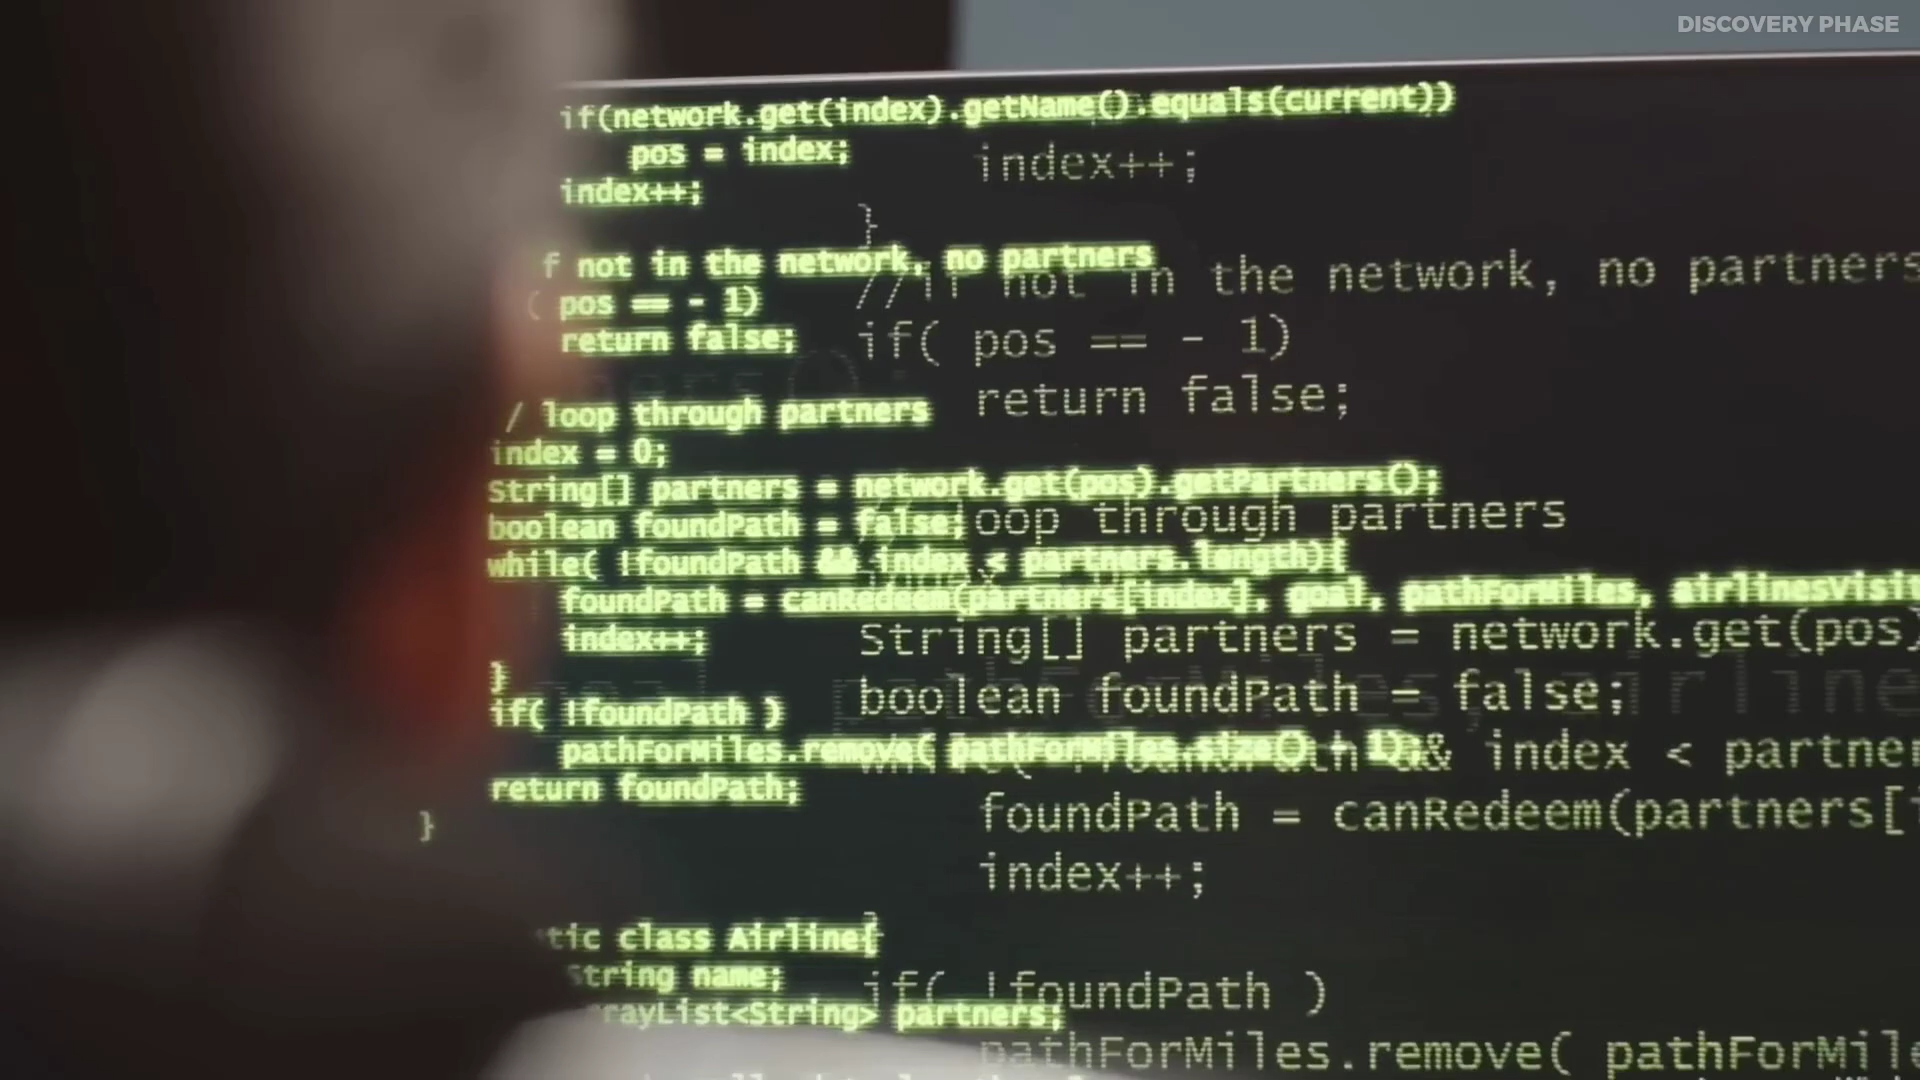 DISCOVERY PHASE
if(network.get(index).getName().equals(current))
pos = index;
index++;
f not in the network, no partners
( pos == - 1)
return false;
/ loop through partners
index = 0;
String[] partners = network.get(pos).getPartners();
boolean foundPath = false;
while( !foundPath && index < partners.length){
foundPath = canRedeem(partners[index], goal, pathForMiles, airlinesVisit
index++;
}
if( !foundPath )
pathForMiles.remove( pathForMiles.size() - 1);
return foundPath;
}
tic class Airline{
String name;
rayList<String> partners;
index++;
}
//if not in the network, no partners
if( pos == - 1)
return false;
loop through partners
String[] partners = network.get(pos)
boolean foundPath = false;
&& index < partner
foundPath = canRedeem(partners[
index++;
if( !foundPath )
pathForMiles.remove( pathForMile